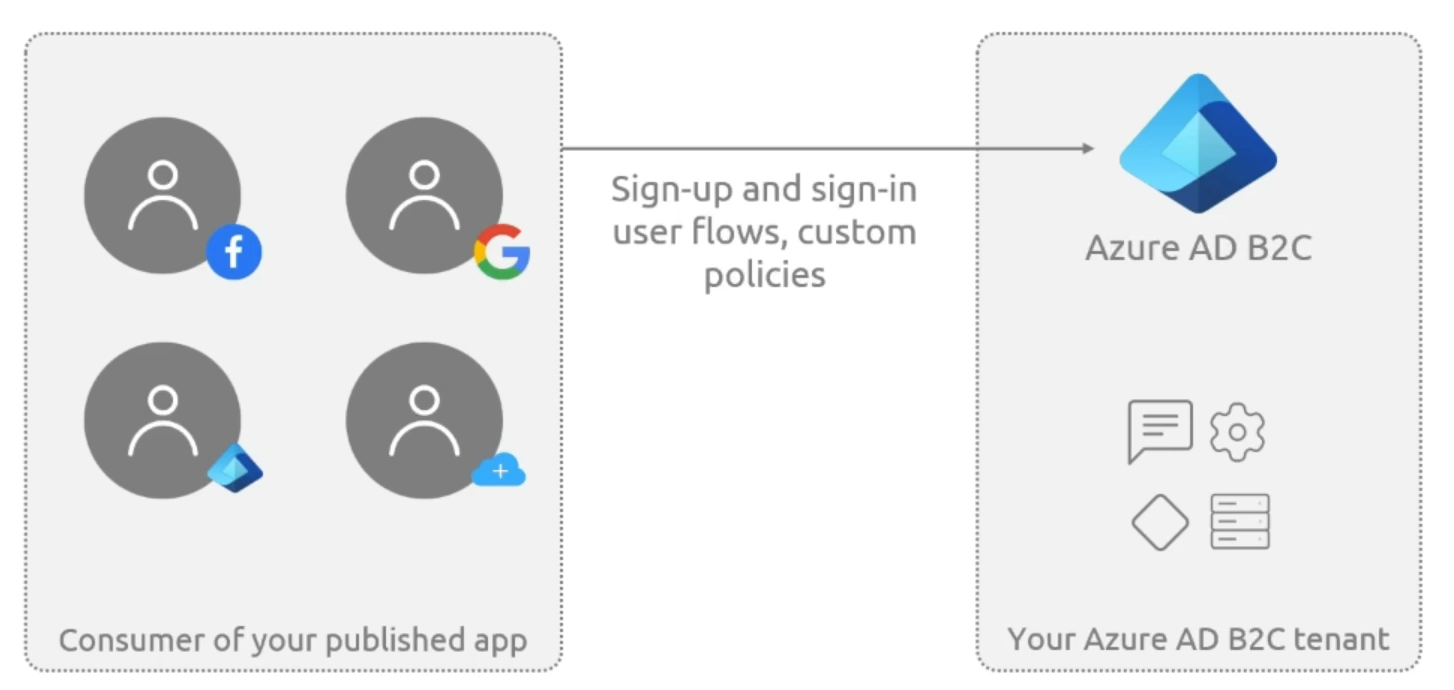 Sign-up and sign-in
user flows, custom
policies
Azure AD B2C
Consumer of your published app
Your Azure AD B2C tenant